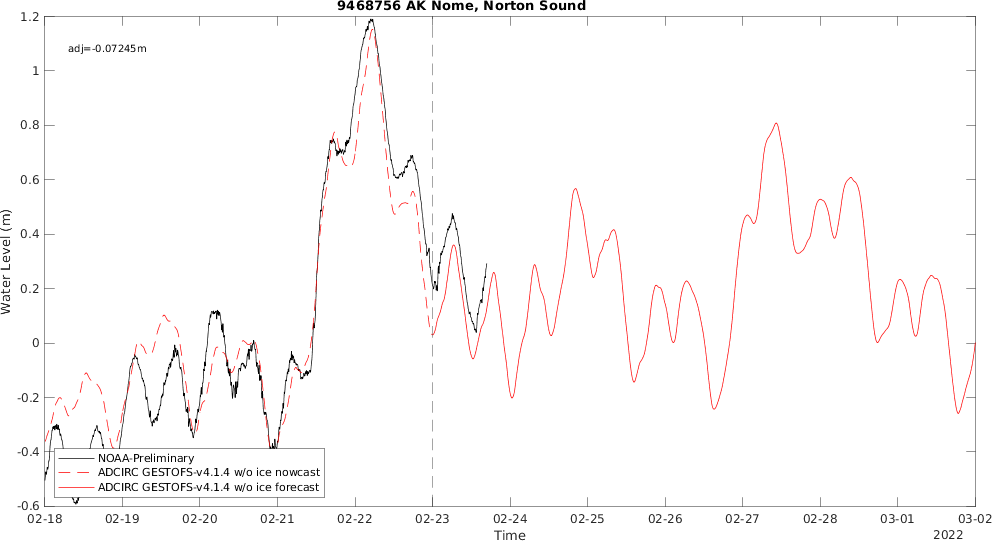 9468756 AK Nome, Norton Sound
adj=-0.07245m
Water Level (m)
1.2
1
0.8
0.6
0.4
0.2
0
-0.2
-0.4
-0.6
NOAA-Preliminary
ADCIRC GESTOFS-v4.1.4 w/o ice nowcast
ADCIRC GESTOFS-v4.1.4 w/o ice forecast
02-18 02-19 02-20 02-21 02-22 02-23 02-24 02-25 02-26 02-27 02-28 03-01 03-02
Time
2022